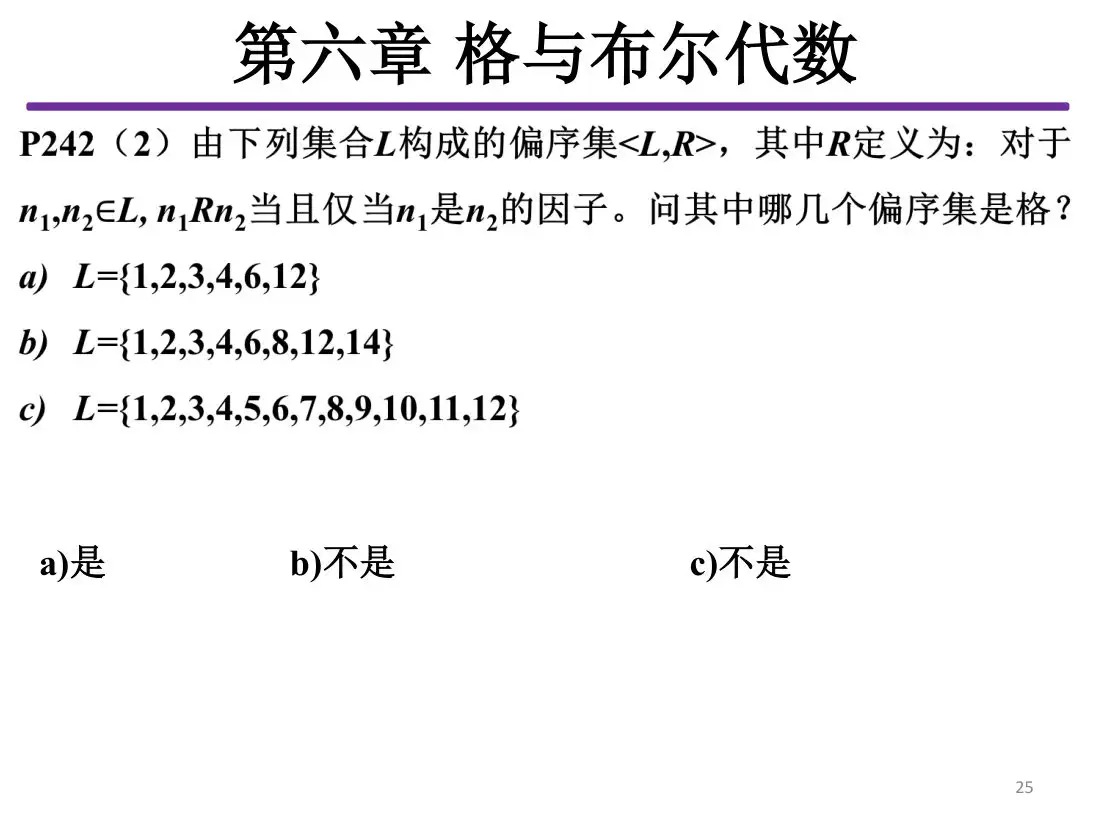 第六章 格与布尔代数
P242（2）由下列集合L构成的偏序集<L,R>，其中R定义为：对于
n₁,n₂∈L, n₁Rn₂当且仅当n₁是n₂的因子。问其中哪几个偏序集是格？
a) L={1,2,3,4,6,12}
b) L={1,2,3,4,6,8,12,14}
c) L={1,2,3,4,5,6,7,8,9,10,11,12}
a)是 b)不是 c)不是
25